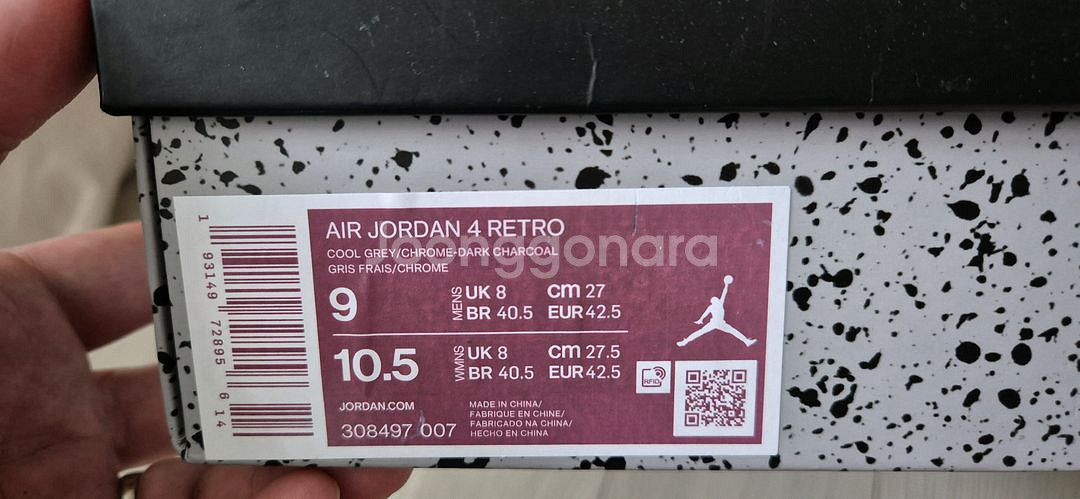 AIR JORDAN 4 RETRO
COOL GREY/CHROME-DARK CHARCOAL
GRIS FRAIS/CHROME
9
MENS
UK 8
cm 27
BR 40.5
EUR 42.5
10.5
WMNS
UK 8
cm 27.5
BR 40.5
EUR 42.5
RFID
JORDAN.COM
308497 007
MADE IN CHINA/
FABRIQUE EN CHINE/
FABRICADO NA CHINA/
HECHO EN CHINA
1 93149 72895 6 14
Joonggonara